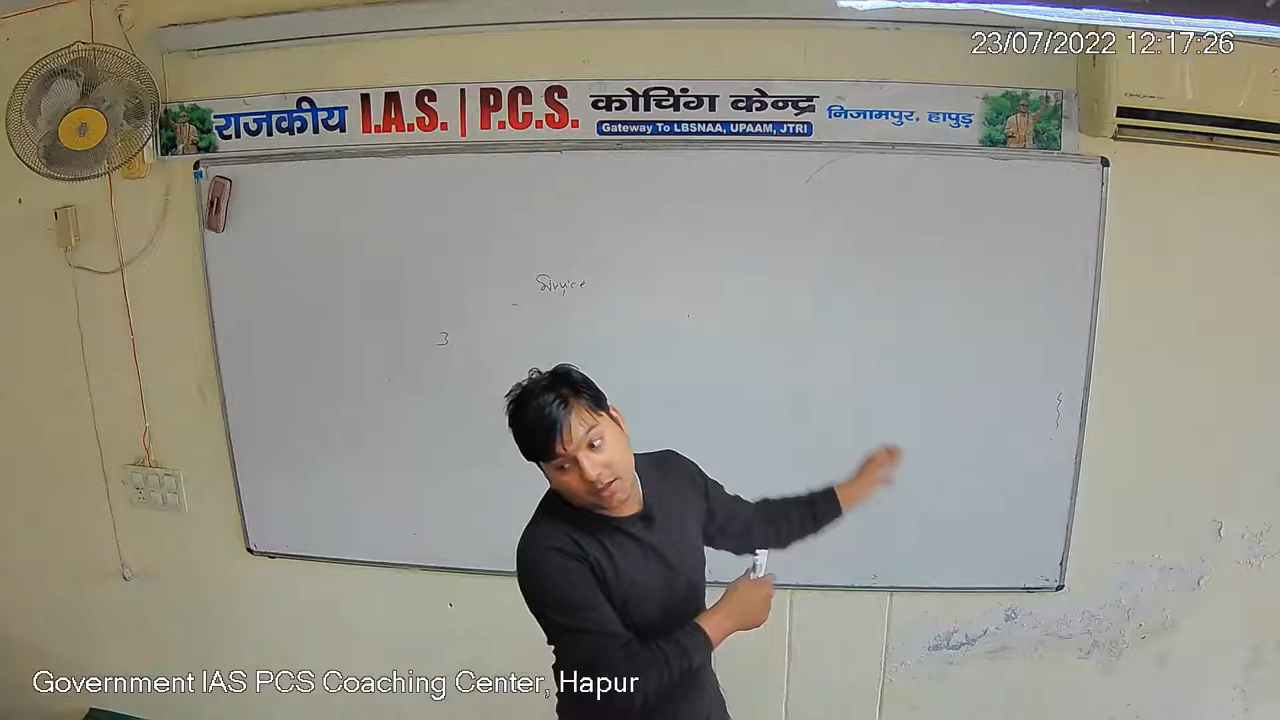 23/07/2022 12:17:26
राजकीय I.A.S. | P.C.S. कोचिंग केन्द्र निजामपुर, हापुड़
Gateway To LBSNAA, UPAAM, JTRI
3
Government IAS PCS Coaching Center, Hapur